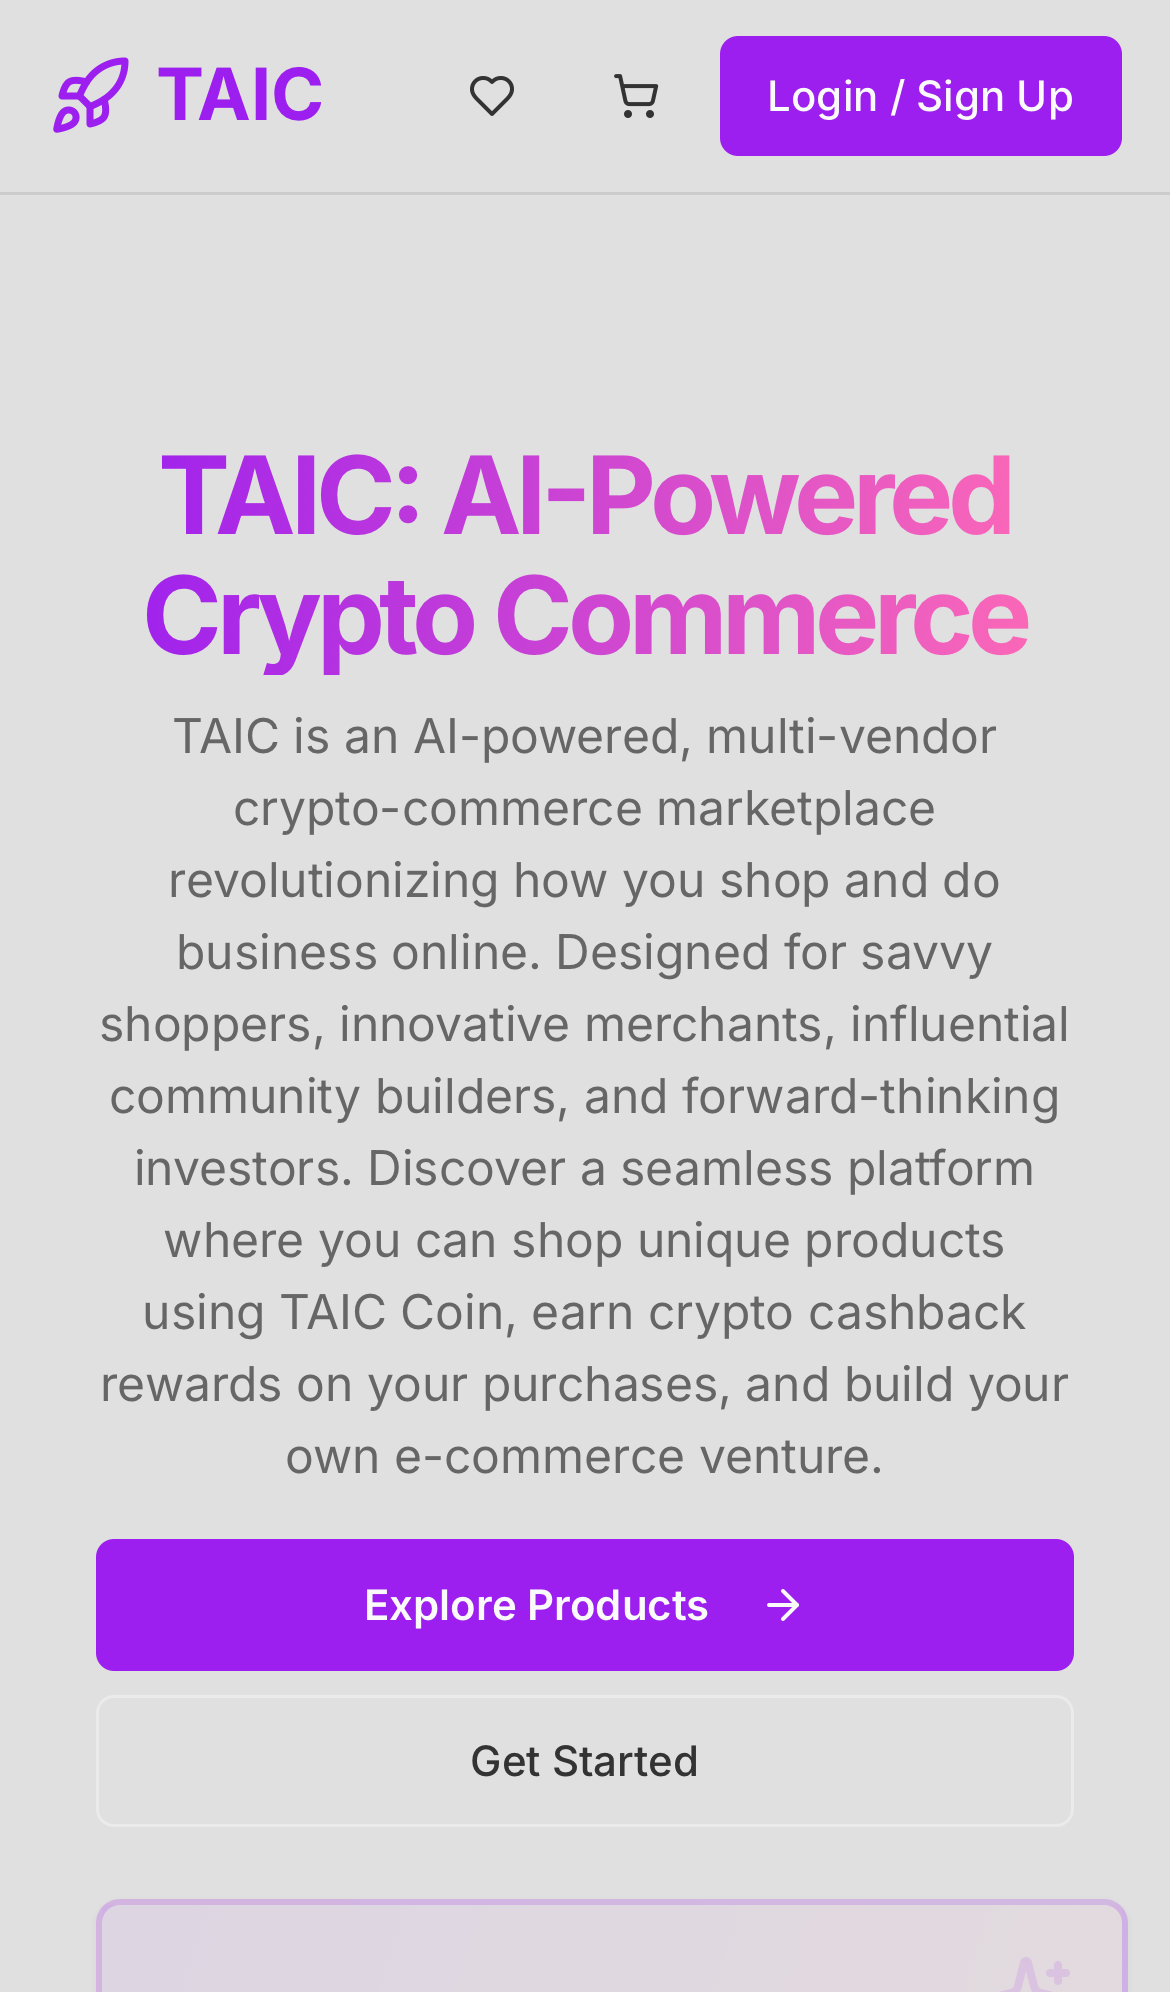 TAIC
Login / Sign Up
TAIC: AI-Powered
Crypto Commerce
TAIC is an AI-powered, multi-vendor
crypto-commerce marketplace
revolutionizing how you shop and do
business online. Designed for savvy
shoppers, innovative merchants, influential
community builders, and forward-thinking
investors. Discover a seamless platform
where you can shop unique products
using TAIC Coin, earn crypto cashback
rewards on your purchases, and build your
own e-commerce venture.
Explore Products
Get Started